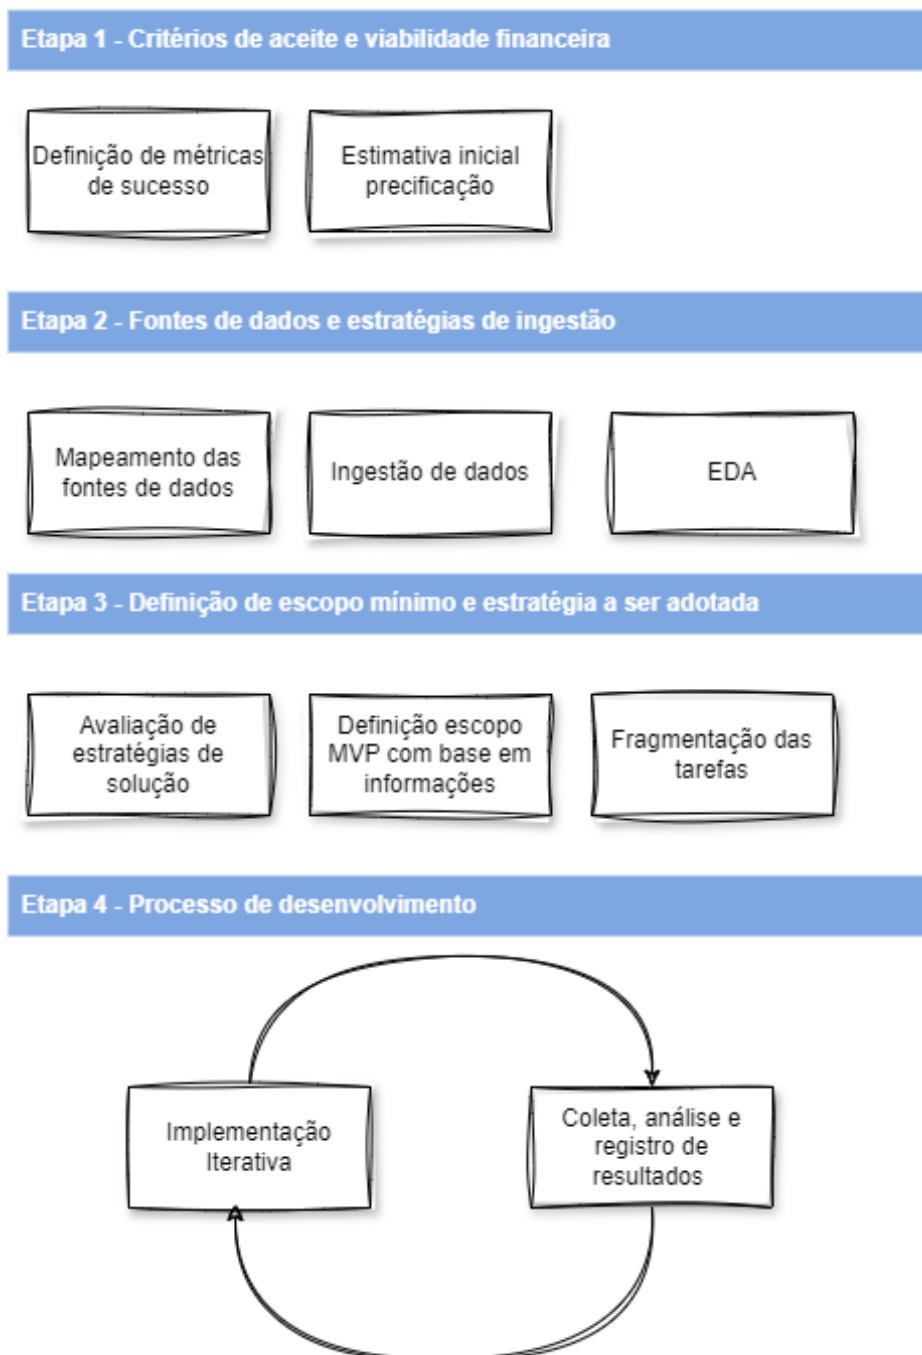 Etapa 1 - Critérios de aceite e viabilidade financeira
Definição de métricas
de sucesso
Estimativa inicial
precificação
Etapa 2 - Fontes de dados e estratégias de ingestão
Mapeamento das
fontes de dados
Ingestão de dados
EDA
Etapa 3 - Definição de escopo mínimo e estratégia a ser adotada
Avaliação de
estratégias de
solução
Definição escopo
MVP com base em
informações
Fragmentação das
tarefas
Etapa 4 - Processo de desenvolvimento
Implementação
Iterativa
Coleta, análise e
registro de
resultados